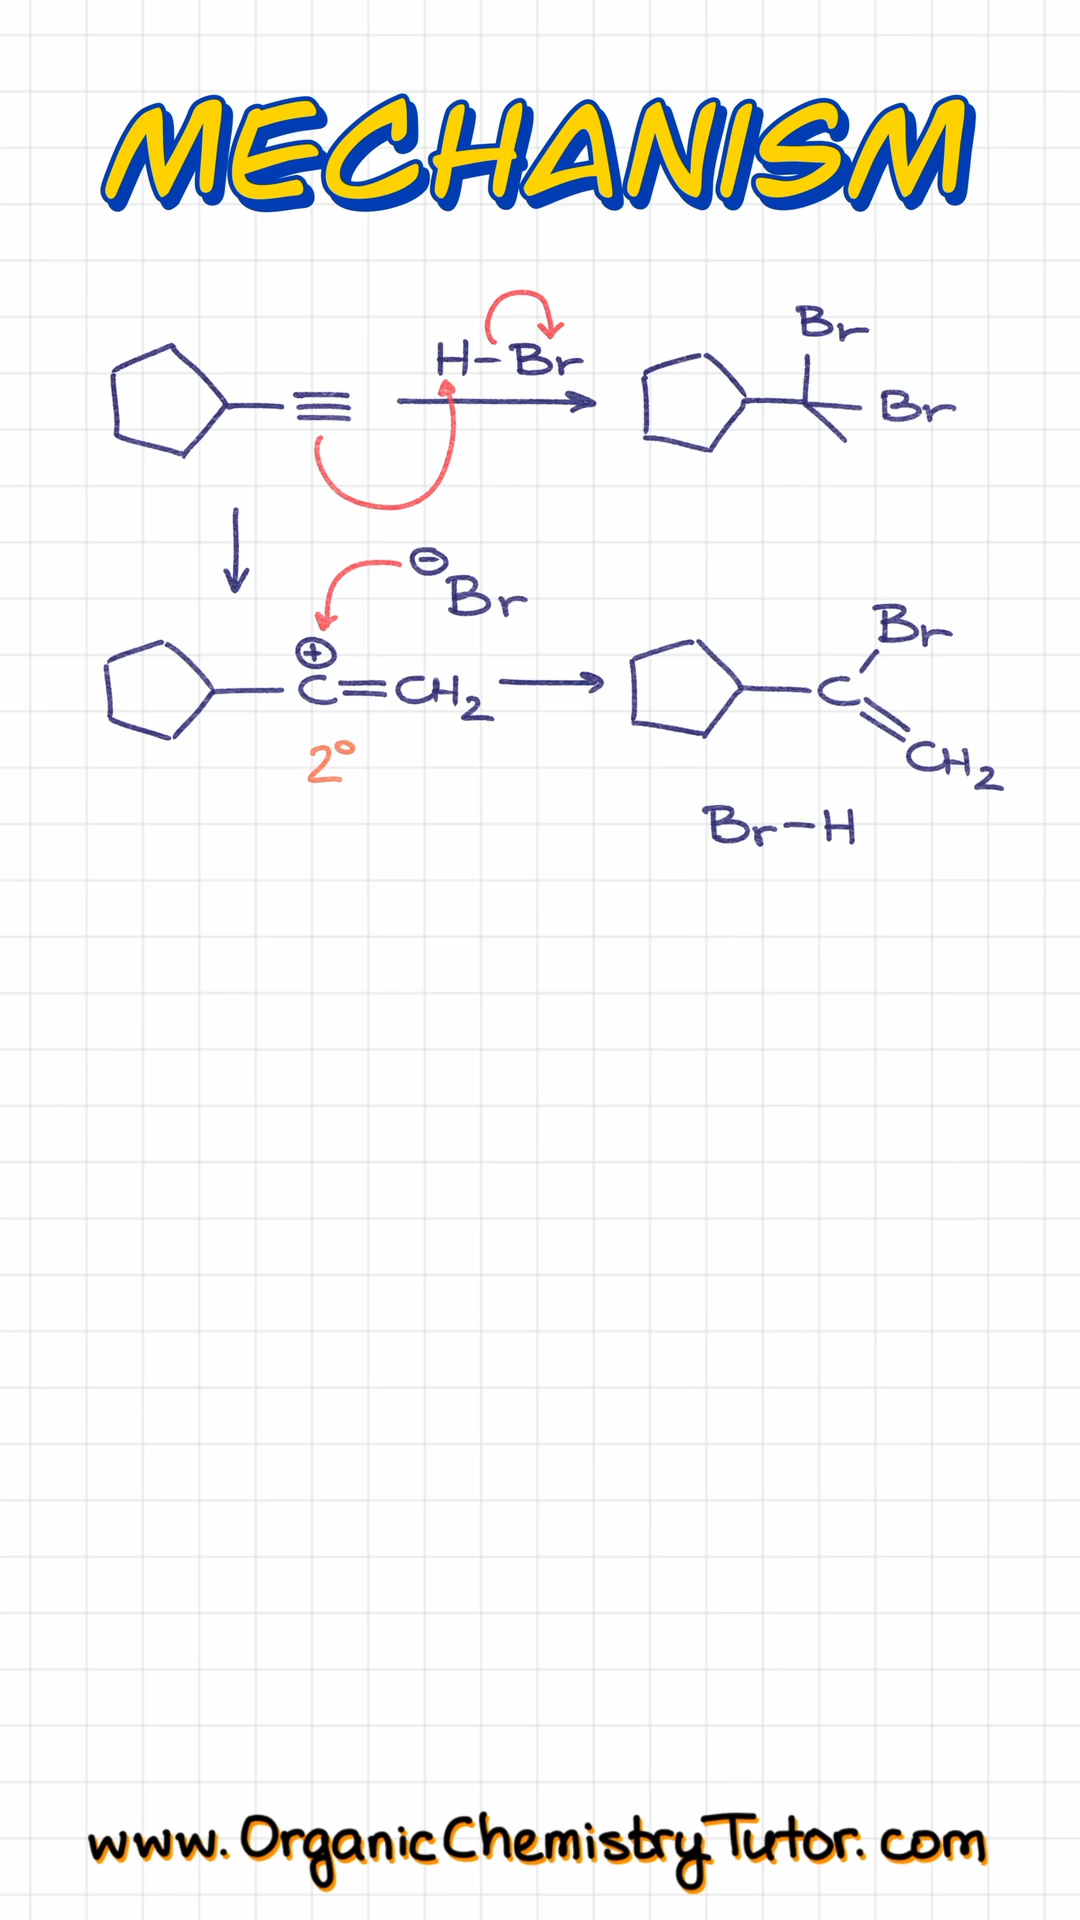 MECHANISM
Br
H-Br
Br
⊖
Br
⊕
C=CH2
2°
Br
C
CH2
Br-H
www.OrganicChemistryTutor.com